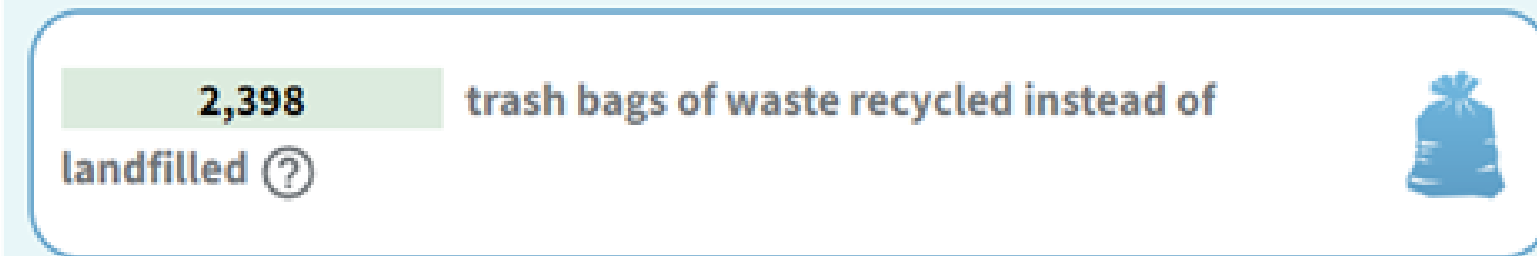 2,398 trash bags of waste recycled instead of
landfilled ?